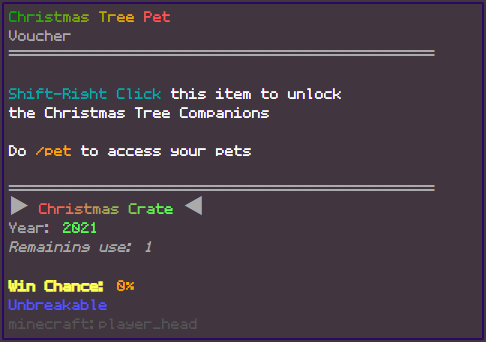 Christmas Tree Pet
Voucher
Shift-Right Click this item to unlock
the Christmas Tree Companions
Do /pet to access your pets
▶ Christmas Crate ◀
Year: 2021
Remaining use: 1
Win Chance: 0%
Unbreakable
minecraft:player_head